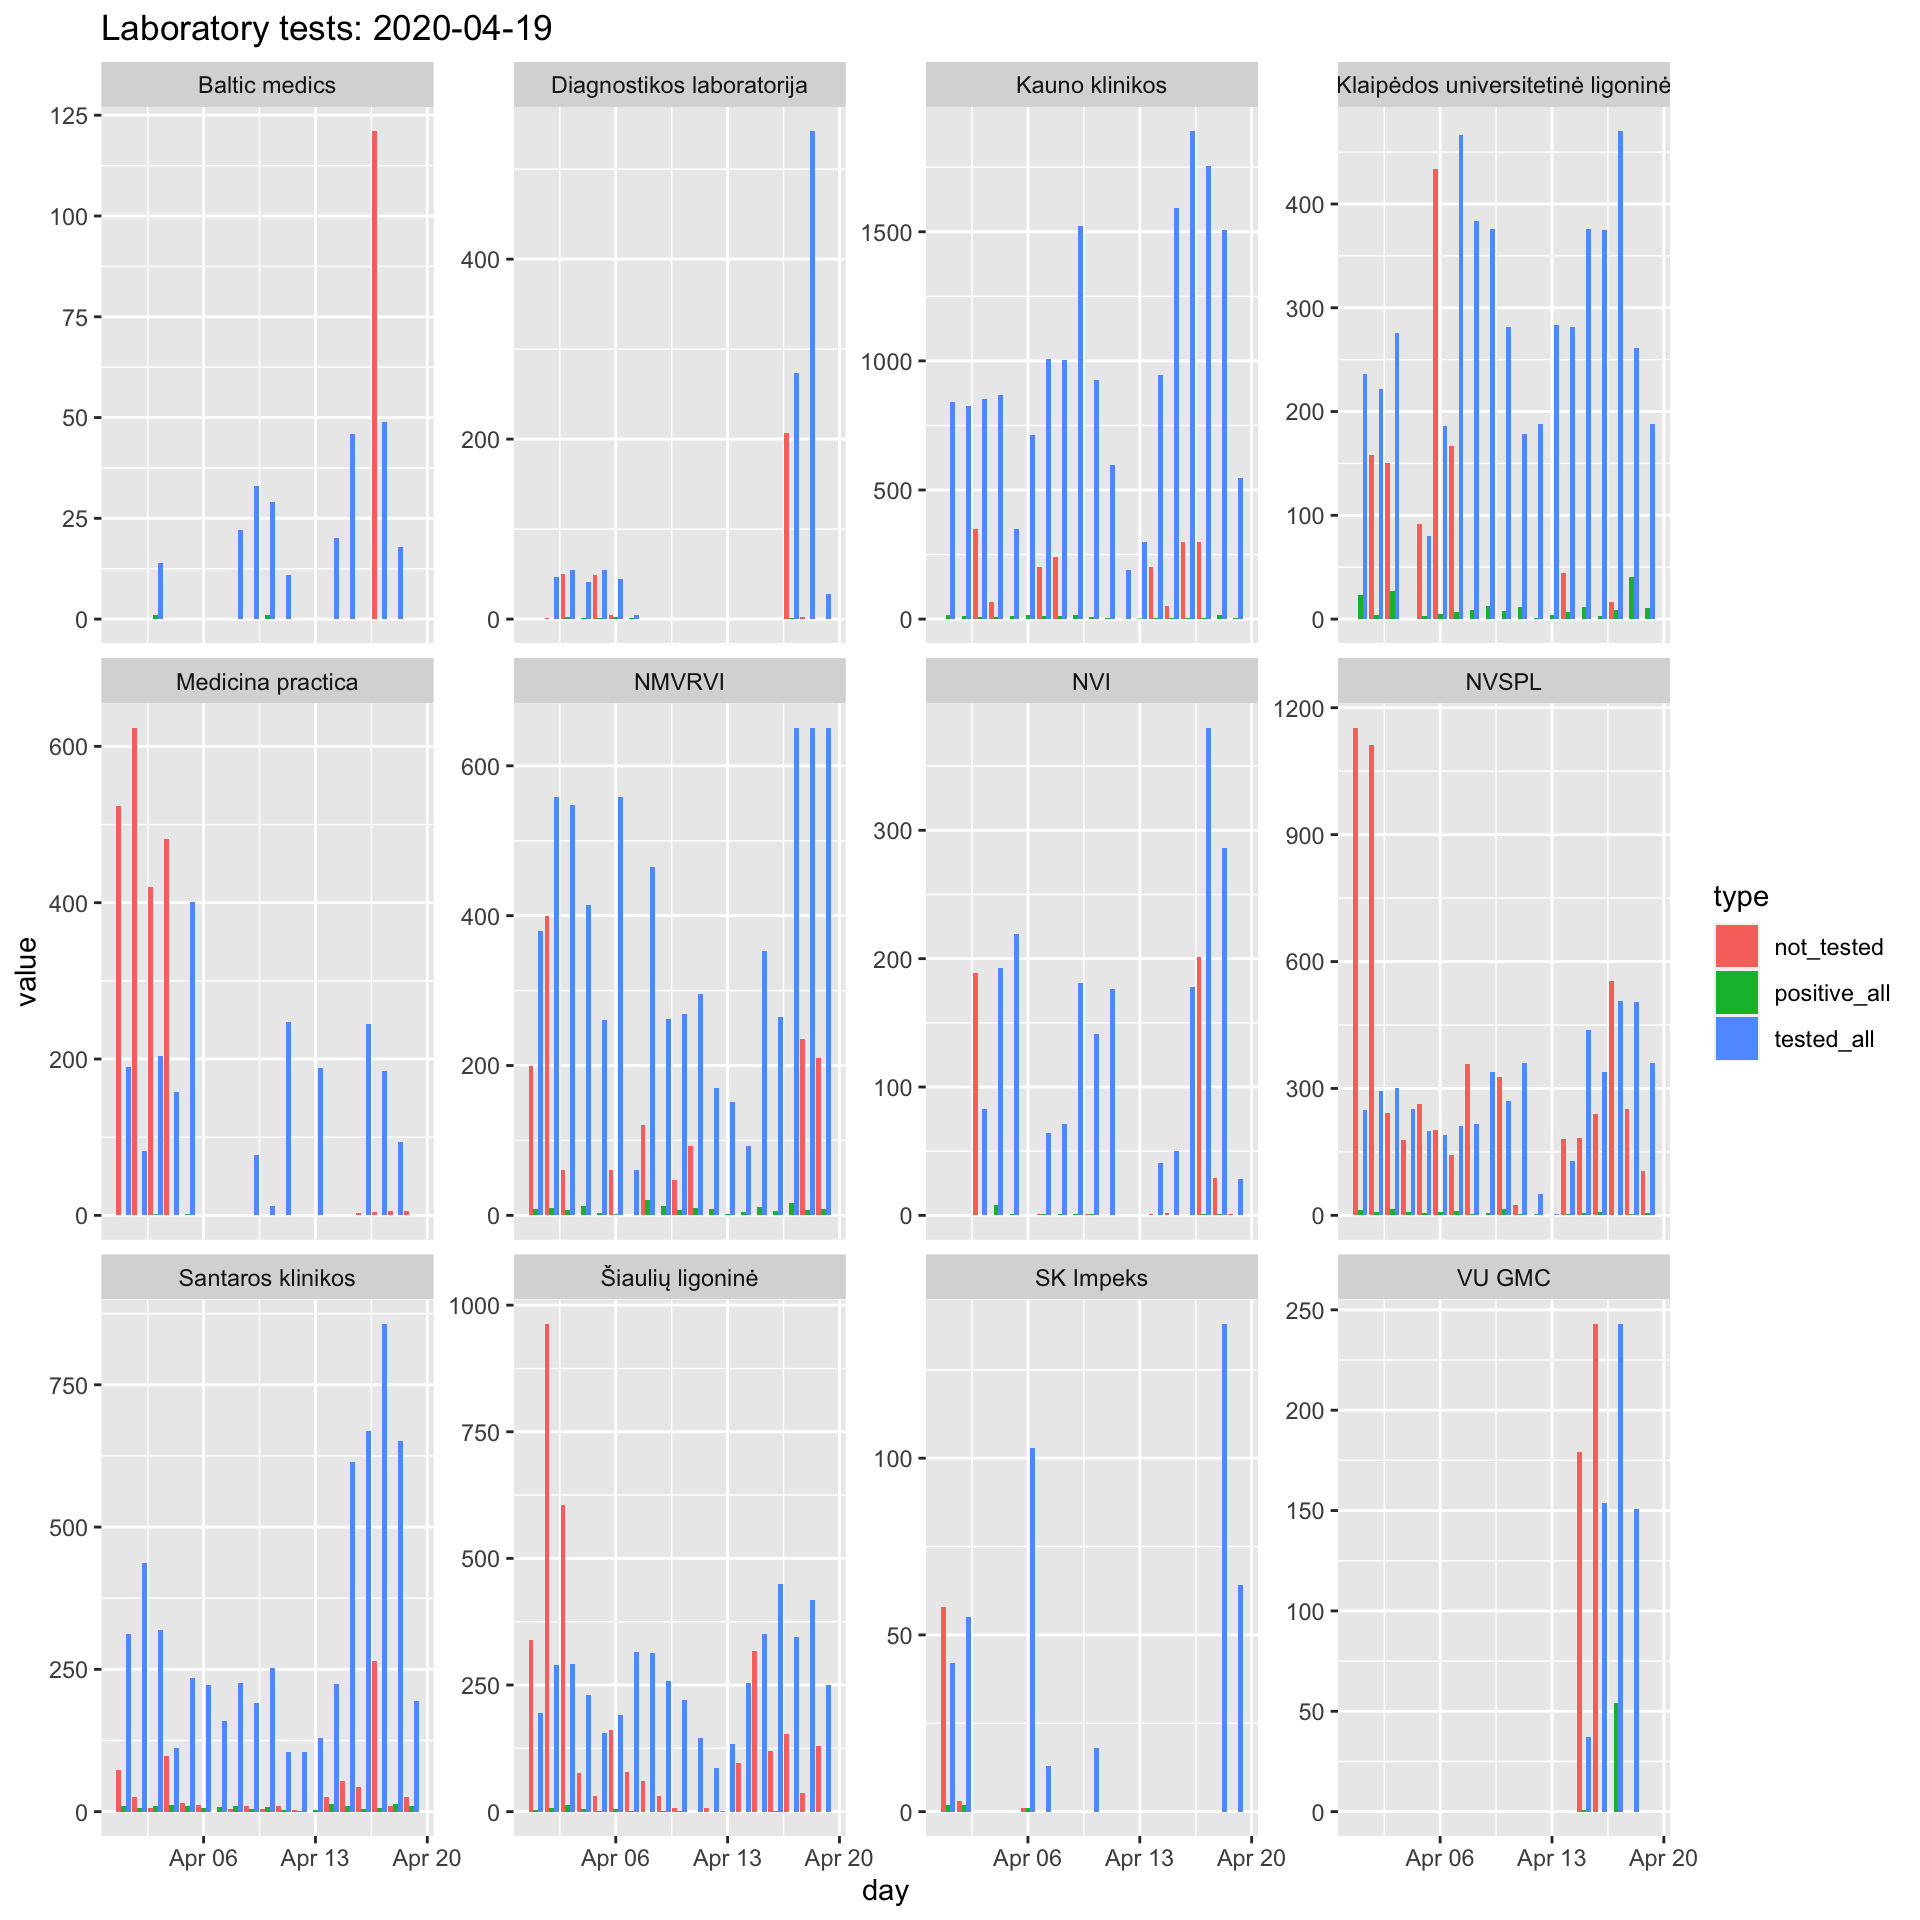 Laboratory tests: 2020-04-19
Baltic medics
Diagnostikos laboratorija
Kauno klinikos
Klaipėdos universitetinė ligoninė
125
100
75
50
25
0
400
200
0
1500
1000
500
0
400
300
200
100
0
Medicina practica
NMVRVI
NVI
NVSPL
600
400
200
0
600
400
200
0
300
200
100
0
1200
900
600
300
0
Santaros klinikos
Šiaulių ligoninė
SK Impeks
VU GMC
750
500
250
0
1000
750
500
250
0
100
50
0
250
200
150
100
50
0
Apr 06 Apr 13 Apr 20
Apr 06 Apr 13 Apr 20
Apr 06 Apr 13 Apr 20
Apr 06 Apr 13 Apr 20
day
value
type
not_tested
positive_all
tested_all